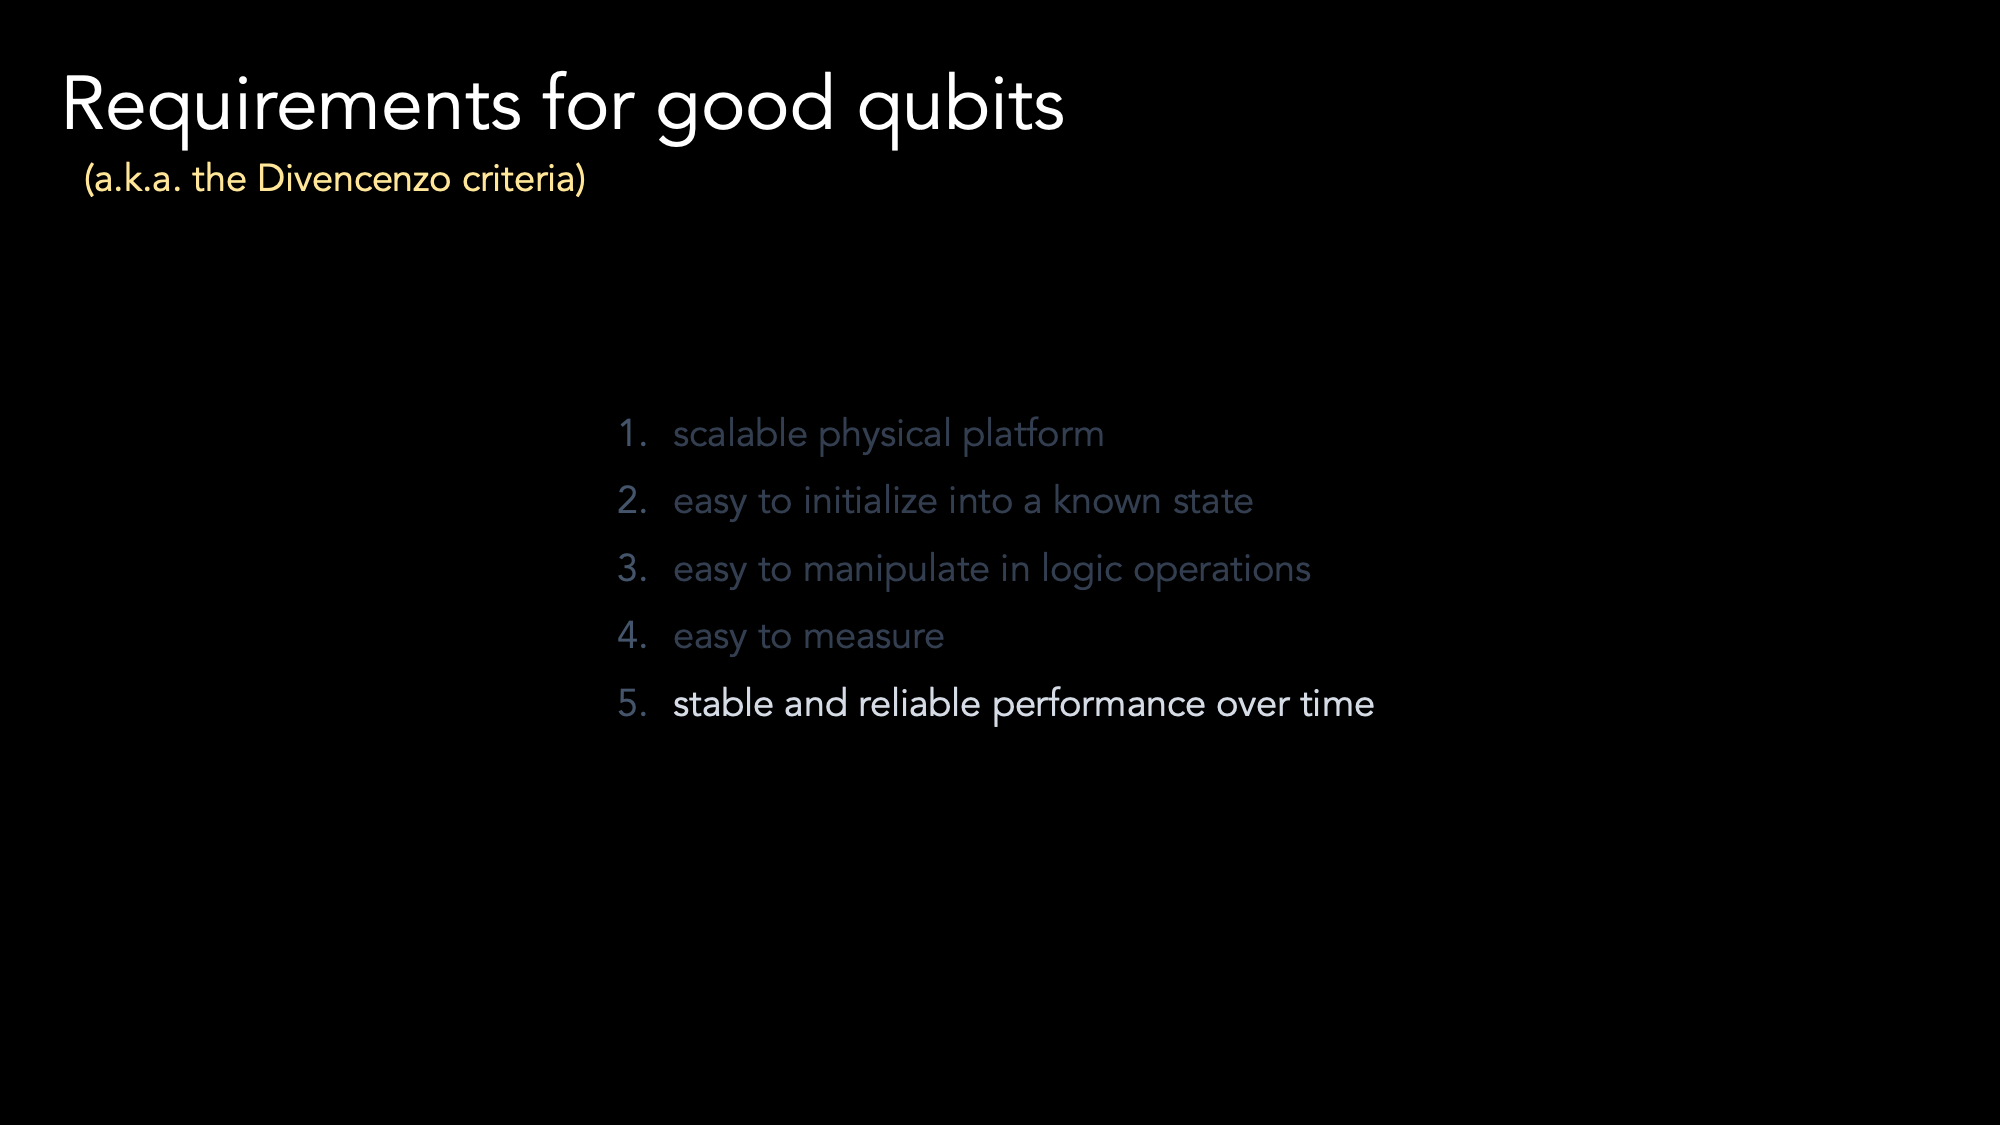 Requirements for good qubits
(a.k.a. the Divencenzo criteria)
1. scalable physical platform
2. easy to initialize into a known state
3. easy to manipulate in logic operations
4. easy to measure
5. stable and reliable performance over time